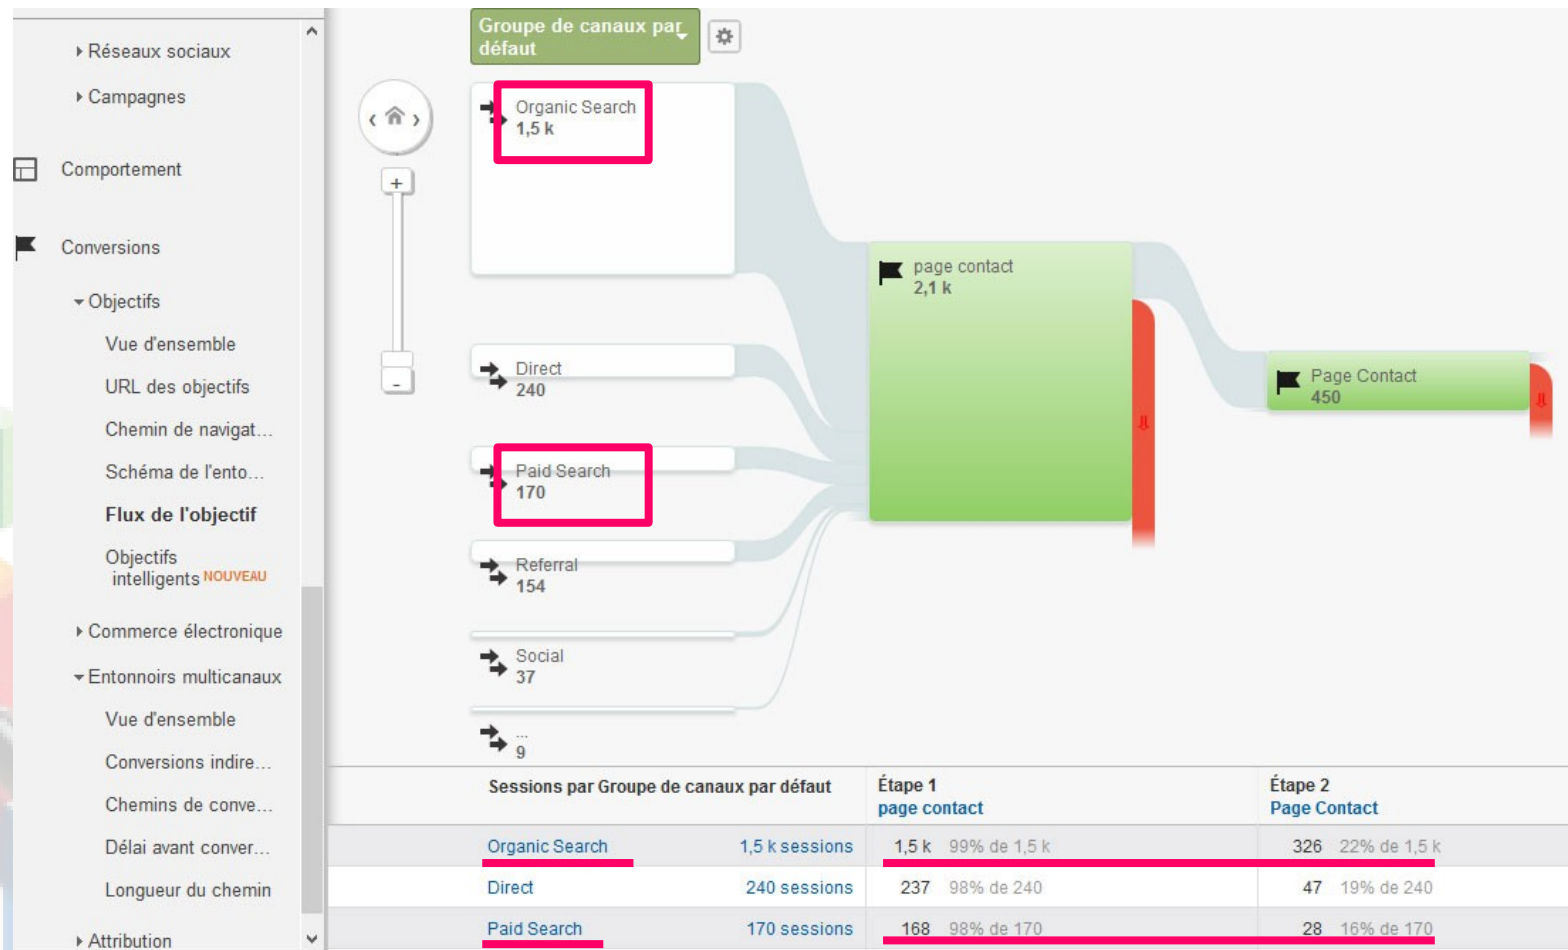 Réseaux sociaux
Campagnes
Comportement
Conversions
Objectifs
Vue d'ensemble
URL des objectifs
Chemin de navigat...
Schéma de l'ento...
Flux de l'objectif
Objectifs
intelligents NOUVEAU
Commerce électronique
Entonnoirs multicanaux
Vue d'ensemble
Conversions indire...
Chemins de conve...
Délai avant conver...
Longueur du chemin
Attribution
Groupe de canaux par
défaut
+
-
Organic Search
1,5 k
Direct
240
Paid Search
170
Referral
154
Social
37
...
9
page contact
2,1 k
Page Contact
450
Sessions par Groupe de canaux par défaut
Étape 1
page contact
Étape 2
Page Contact
Organic Search 1,5 k sessions 1,5 k 99% de 1,5 k 326 22% de 1,5 k
Direct 240 sessions 237 98% de 240 47 19% de 240
Paid Search 170 sessions 168 98% de 170 28 16% de 170